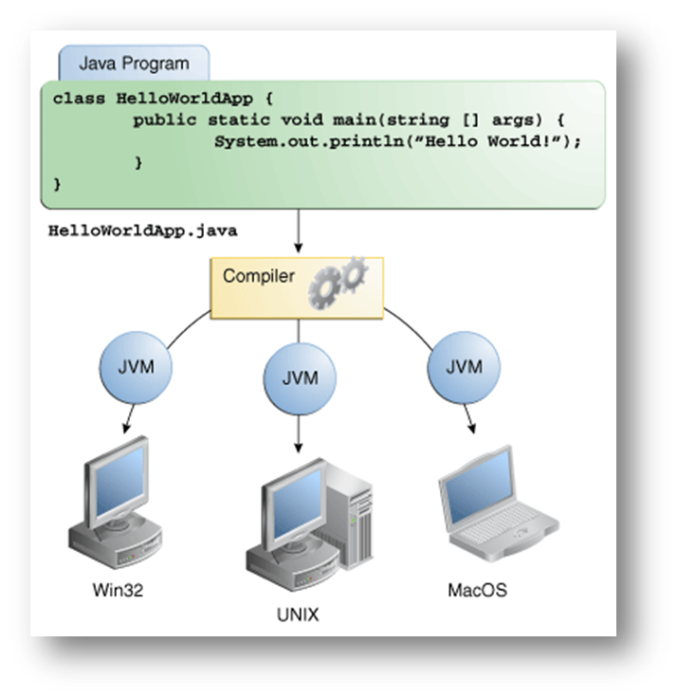 Java Program
class HelloWorldApp {
public static void main(string [] args) {
System.out.println(”Hello World!”);
}
}
HelloWorldApp.java
Compiler
JVM
JVM
JVM
Win32
UNIX
MacOS